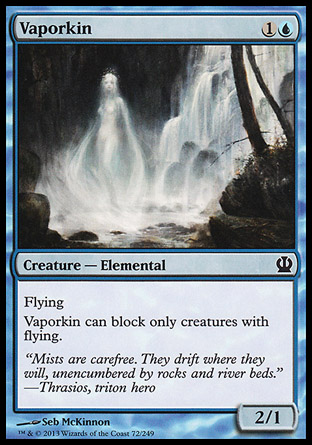 Vaporkin 1
Creature — Elemental
Flying
Vaporkin can block only creatures with
flying.
“Mists are carefree. They drift where they
will, unencumbered by rocks and river beds.”
—Thrasios, triton hero
Seb McKinnon
™ & © 2013 Wizards of the Coast 72/249
2/1